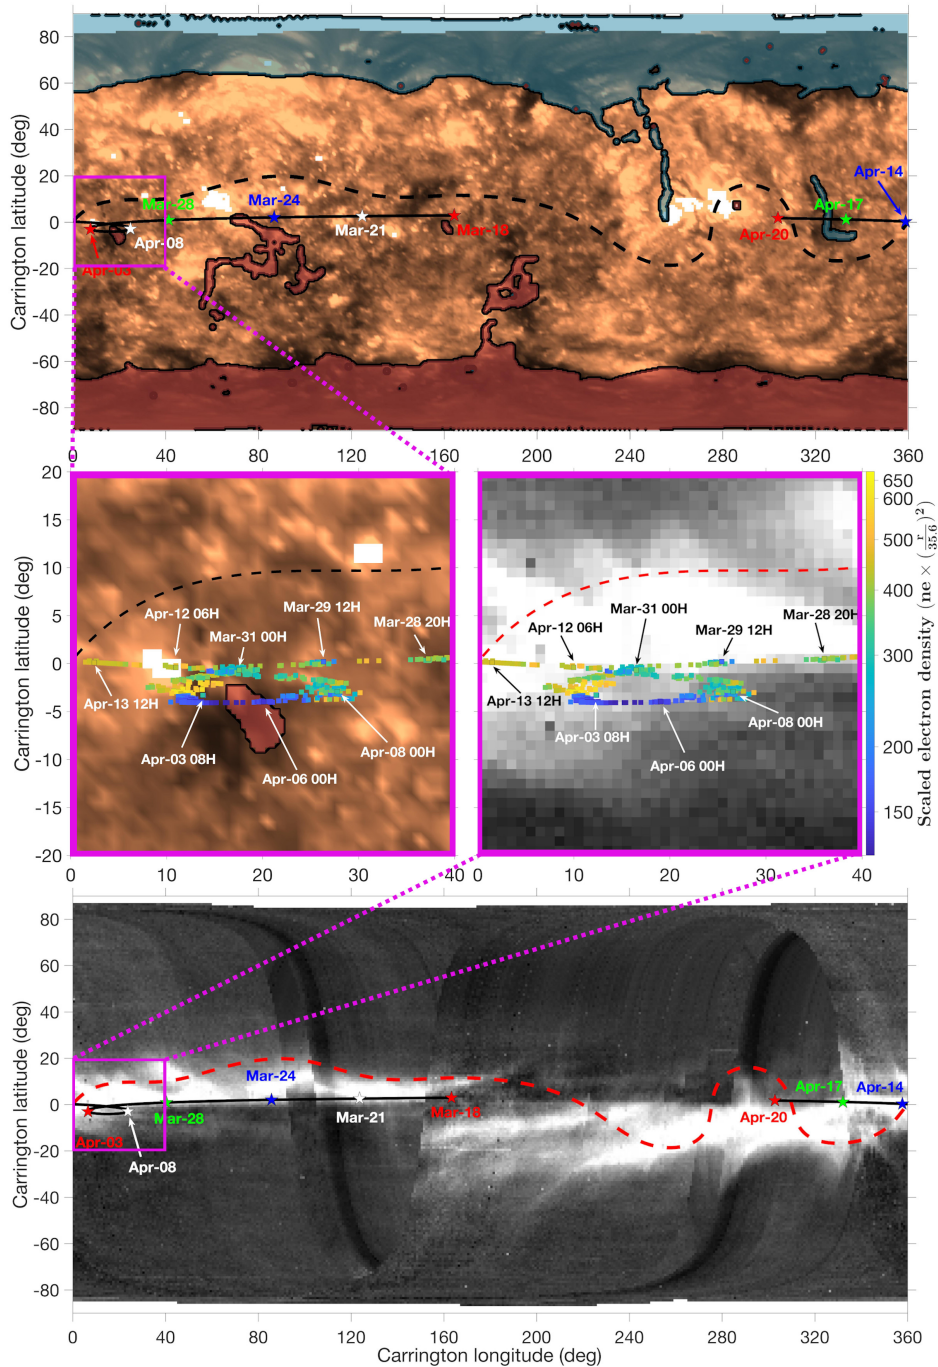 80
60
40
20
0
-20
-40
-60
-80
Carrington latitude (deg)
Apr-14
Mar-28
Mar-24
Apr-17
Mar-21
Mar-18
Apr-20
Apr-08
Apr-03
0 40 80 120 160 200 240 280 320 360
20
15
10
5
0
-5
-10
-15
-20
Carrington latitude (deg)
Apr-12 06H
Mar-31 00H
Mar-29 12H
Mar-28 20H
Apr-13 12H
Apr-03 08H
Apr-06 00H
Apr-08 00H
0 10 20 30 40
Apr-12 06H
Mar-31 00H
Mar-29 12H
Mar-28 20H
Apr-13 12H
Apr-03 08H
Apr-06 00H
Apr-08 00H
0 10 20 30 40
650
600
500
400
300
200
150
Scaled electron density (ne × (r/35.6)²)
80
60
40
20
0
-20
-40
-60
-80
Carrington latitude (deg)
Mar-24
Mar-28
Mar-21
Mar-18
Apr-17
Apr-14
Apr-20
Apr-03
Apr-08
0 40 80 120 160 200 240 280 320 360
Carrington longitude (deg)